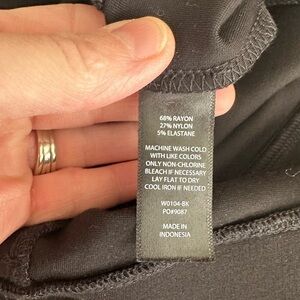 68% RAYON
27% NYLON
5% ELASTANE
MACHINE WASH COLD
WITH LIKE COLORS
ONLY NON-CHLORINE
BLEACH IF NECESSARY
LAY FLAT TO DRY
COOL IRON IF NEEDED
W0104-BK
PO#9087
MADE IN
INDONESIA